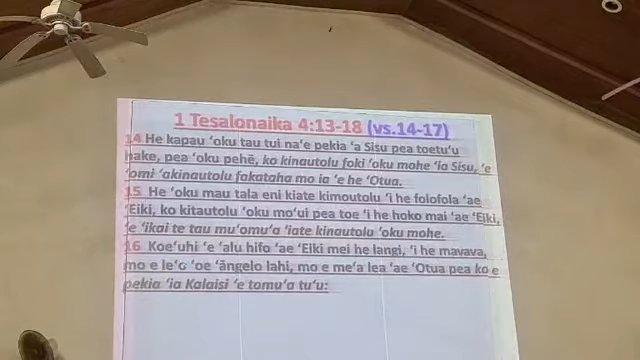 1 Tesalonaika 4:13-18 (vs.14-17)
14 He kapau ‘oku tau tui na‘e pekia ‘a Sisu pea toetu‘u
hake, pea ‘oku pehē, ko kinautolu foki ‘oku mohe ‘ia Sisu, ‘e
‘omi ‘akinautolu fakataha mo ia ‘e he ‘Otua.
15 He ‘oku mau tala eni kiate kimoutolu ‘i he folofola ‘ae
‘Eiki, ko kitautolu ‘oku mo‘ui pea toe ‘i he hoko mai ‘ae ‘Eiki,
‘e ‘ikai te tau mu‘omu‘a ‘iate kinautolu ‘oku mohe.
16 Koe‘uhi ‘e ‘alu hifo ‘ae ‘Eiki mei he langi, ‘i he mavava,
mo e le‘o ‘oe ‘āngelo lahi, mo e me‘a lea ‘ae ‘Otua pea ko e
pekia ‘ia Kalaisi ‘e tomu‘a tu‘u: